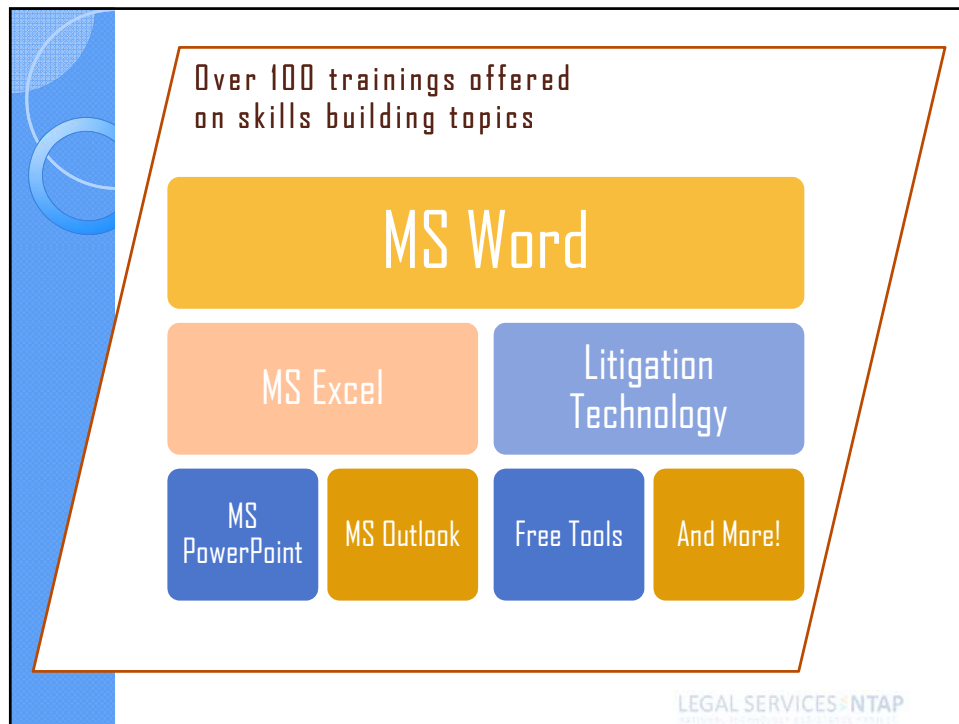 Over 100 trainings offered
on skills building topics
MS Word
MS Excel
Litigation
Technology
MS
PowerPoint
MS Outlook
Free Tools
And More!
LEGAL SERVICES NTAP